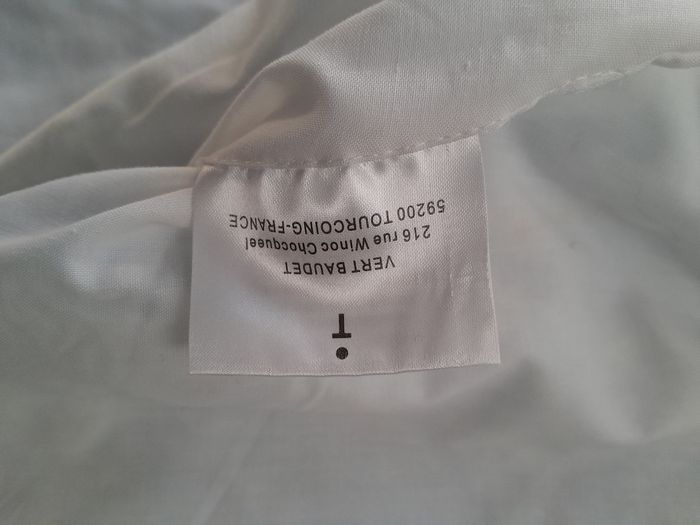 T
VERT BAUDET
216 rue Winoc Chocqueel
59200 TOURCOING-FRANCE